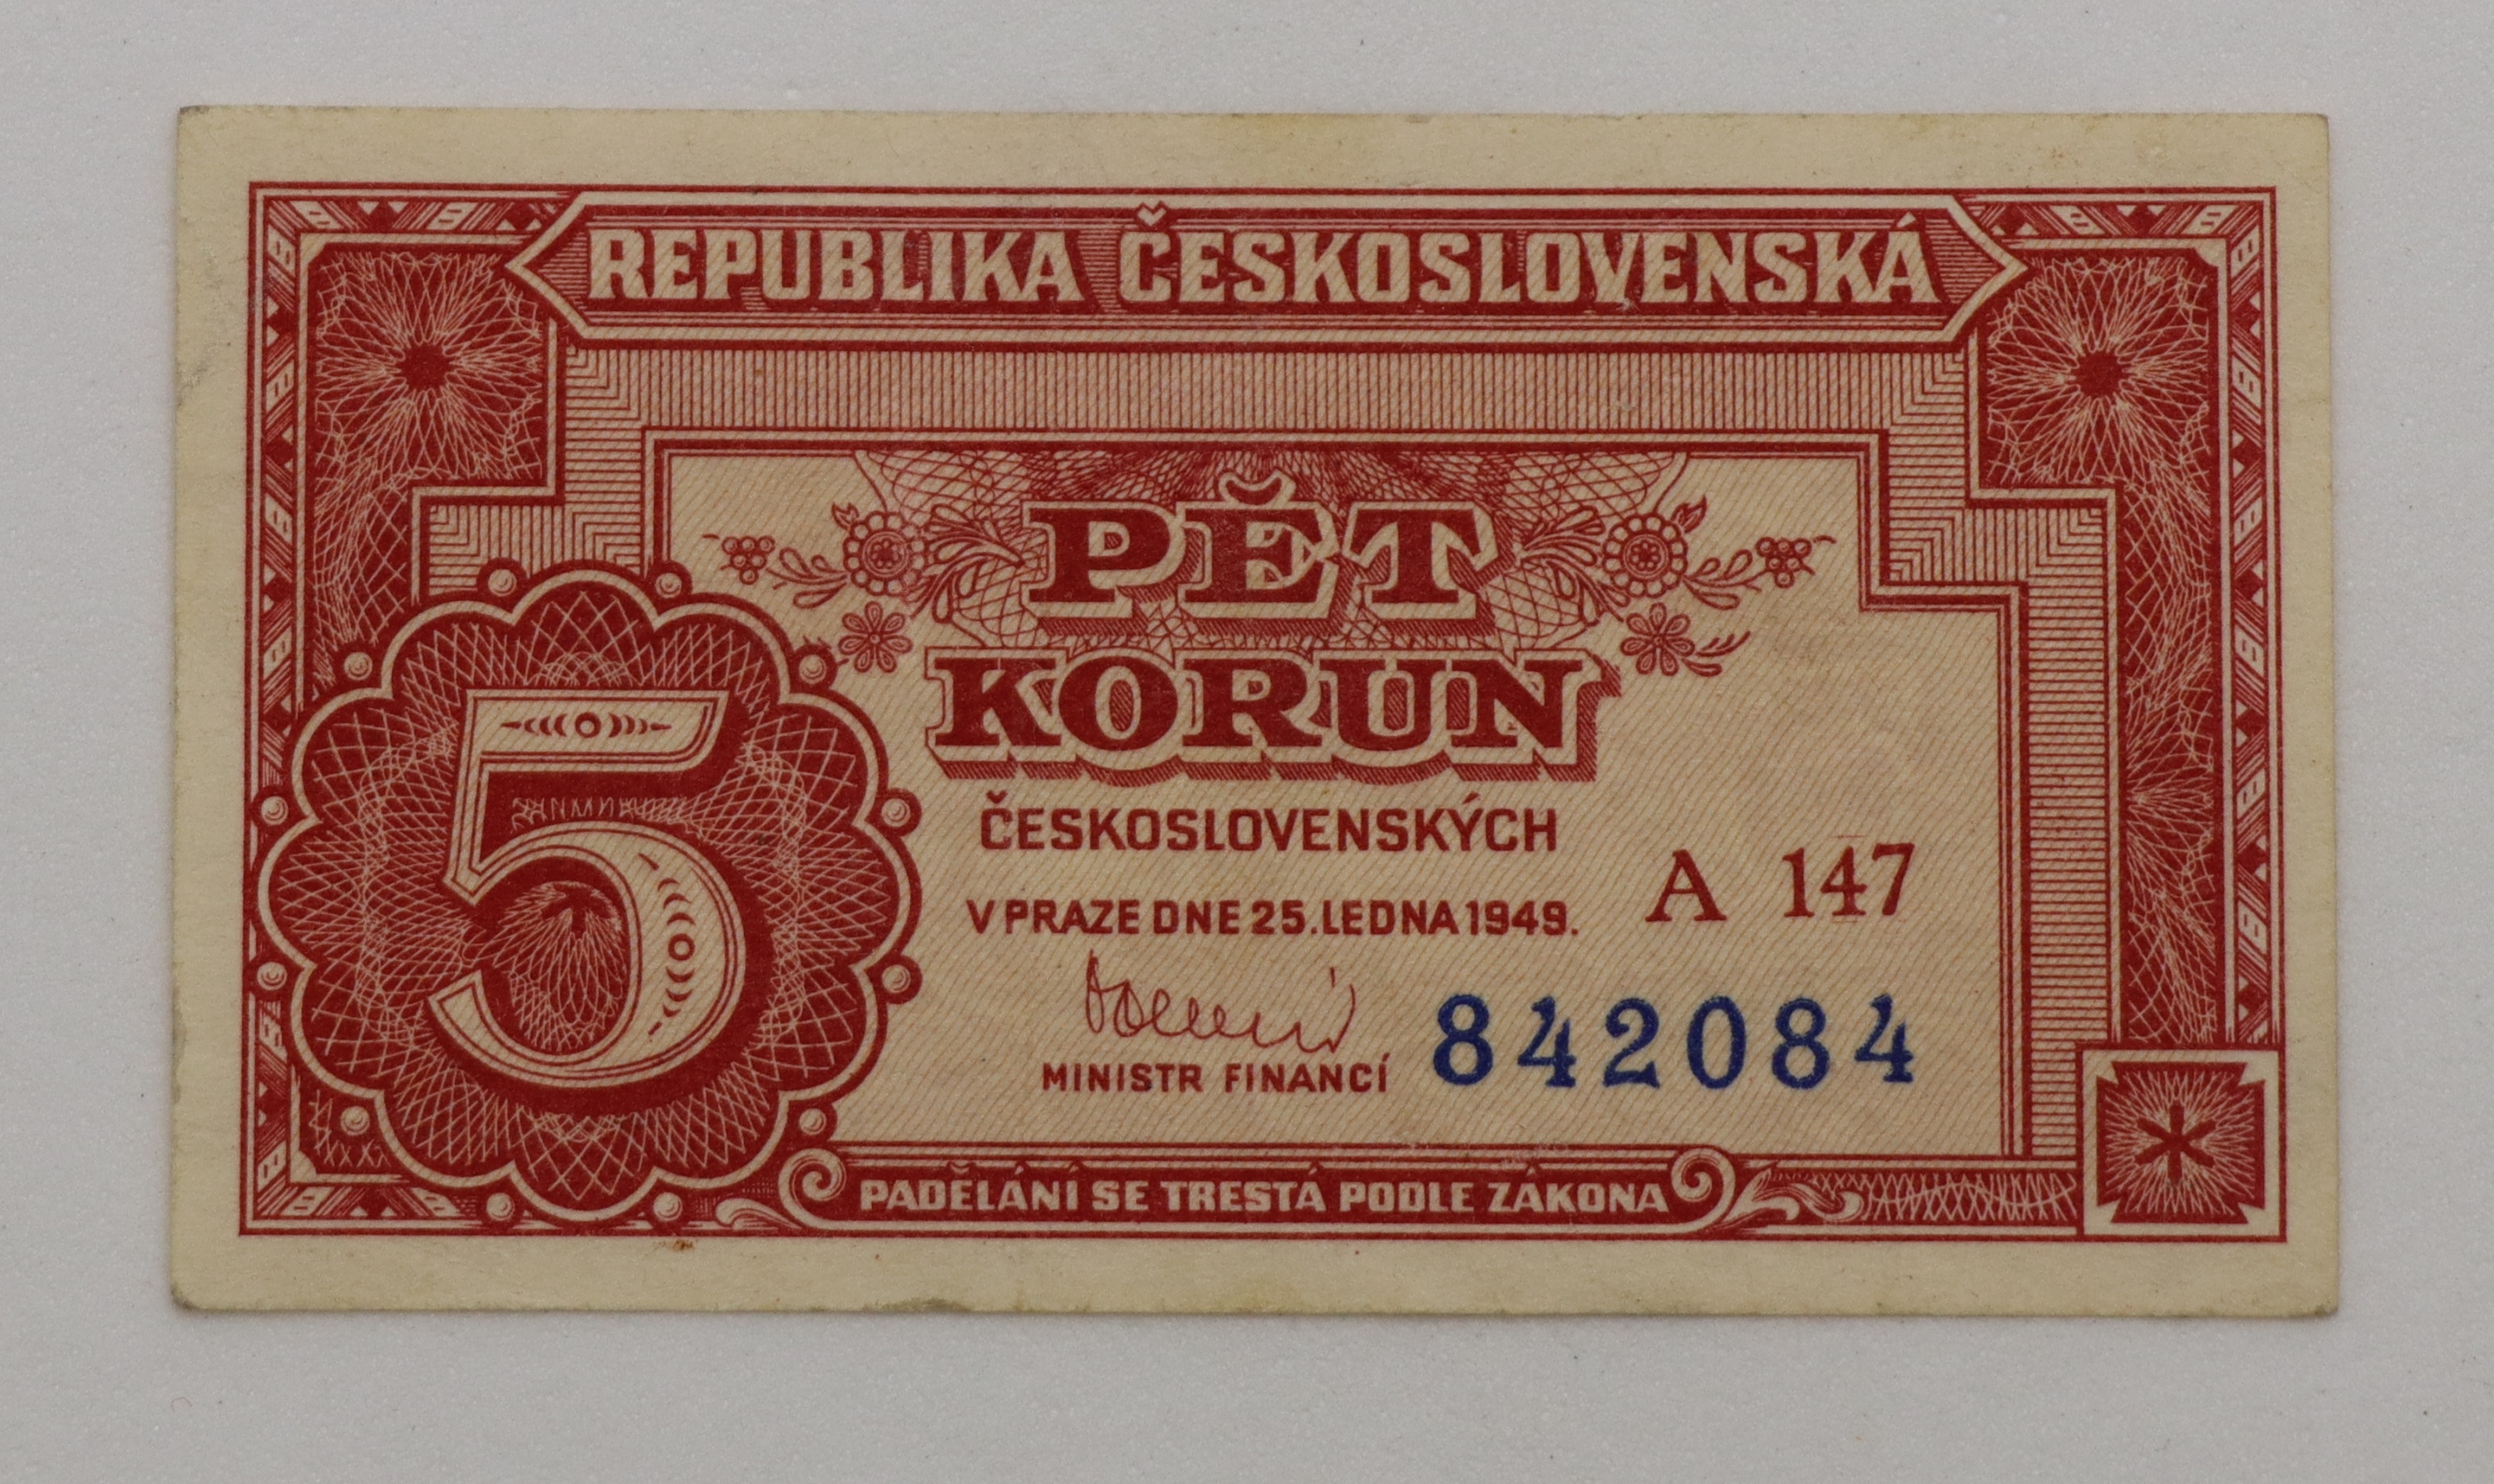 REPUBLIKA ČESKOSLOVENSKÁ
PĚT
KORUN
5
ČESKOSLOVENSKÝCH
A 147
V PRAZE DNE 25. LEDNA 1949.
842084
MINISTR FINANCÍ
PADĚLÁNÍ SE TRESTÁ PODLE ZÁKONA